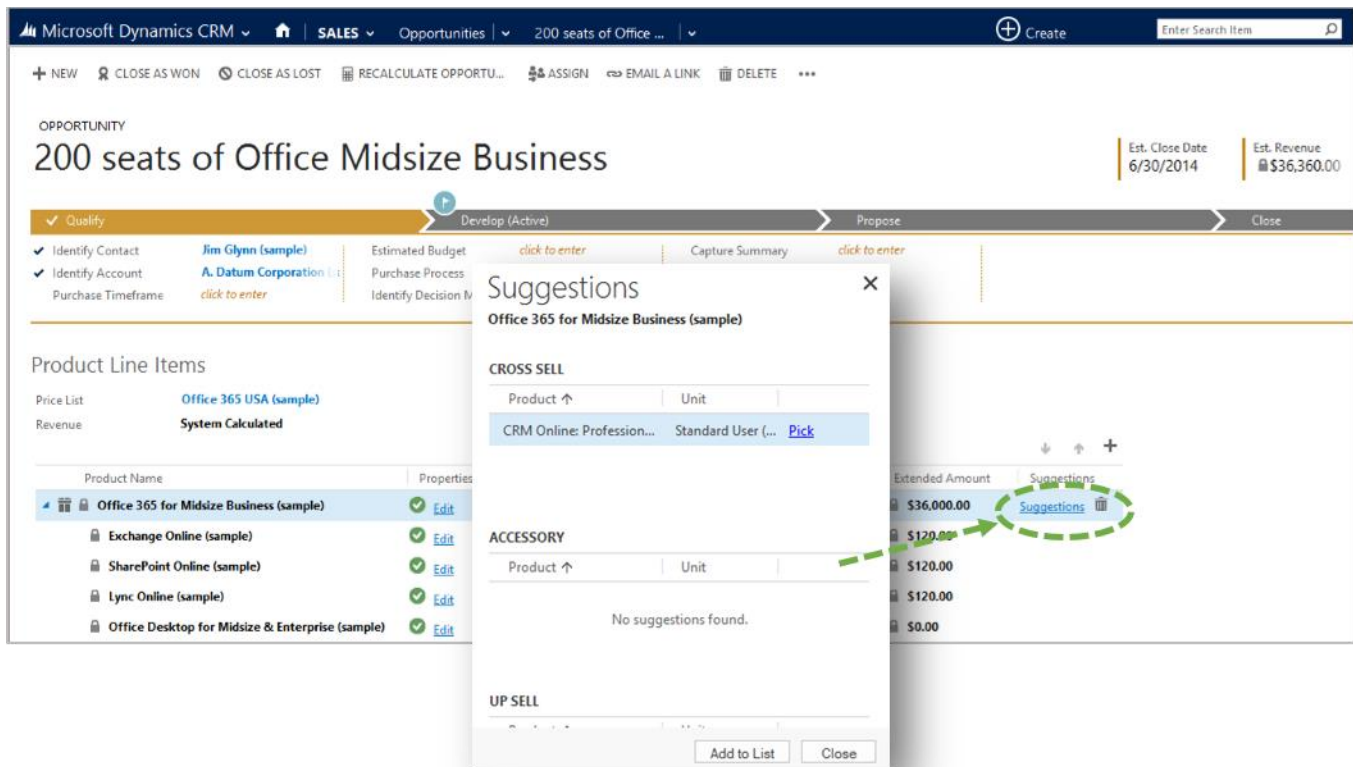 Microsoft Dynamics CRM SALES Opportunities 200 seats of Office ... Create Enter Search Item
NEW CLOSE AS WON CLOSE AS LOST RECALCULATE OPPORTU... ASSIGN EMAIL A LINK DELETE •••
OPPORTUNITY
200 seats of Office Midsize Business
Est. Close Date Est. Revenue
6/30/2014 $36,360.00
Qualify Develop (Active) Propose Close
Identify Contact Jim Glynn (sample) Estimated Budget click to enter Capture Summary click to enter
Identify Account A. Datum Corporation Purchase Process
Purchase Timeframe click to enter Identify Decision M
Suggestions
Office 365 for Midsize Business (sample)
CROSS SELL
Product Unit
CRM Online: Profession... Standard User (... Pick
ACCESSORY
Product Unit
No suggestions found.
UP SELL
Add to List Close
Product Line Items
Price List Office 365 USA (sample)
Revenue System Calculated
Product Name Properties Extended Amount Suggestions
Office 365 for Midsize Business (sample) Edit $36,000.00 Suggestions
Exchange Online (sample) Edit $120.00
SharePoint Online (sample) Edit $120.00
Lync Online (sample) Edit $120.00
Office Desktop for Midsize & Enterprise (sample) Edit $0.00